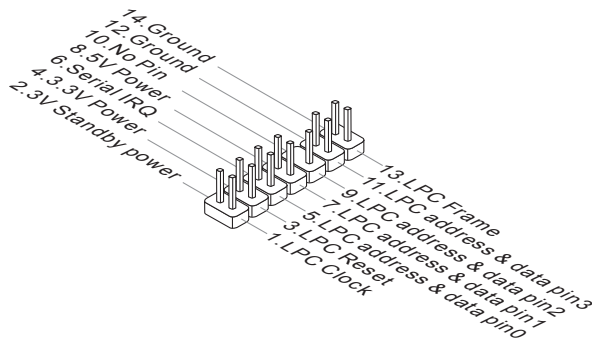 14.Ground
12.Ground
10.No Pin
8.5V Power
6.Serial IRQ
4.3.3V Power
2.3V Standby power
13.LPC Frame
11.LPC address & data pin3
9.LPC address & data pin2
7.LPC address & data pin1
5.LPC address & data pin0
3.LPC Reset
1.LPC Clock